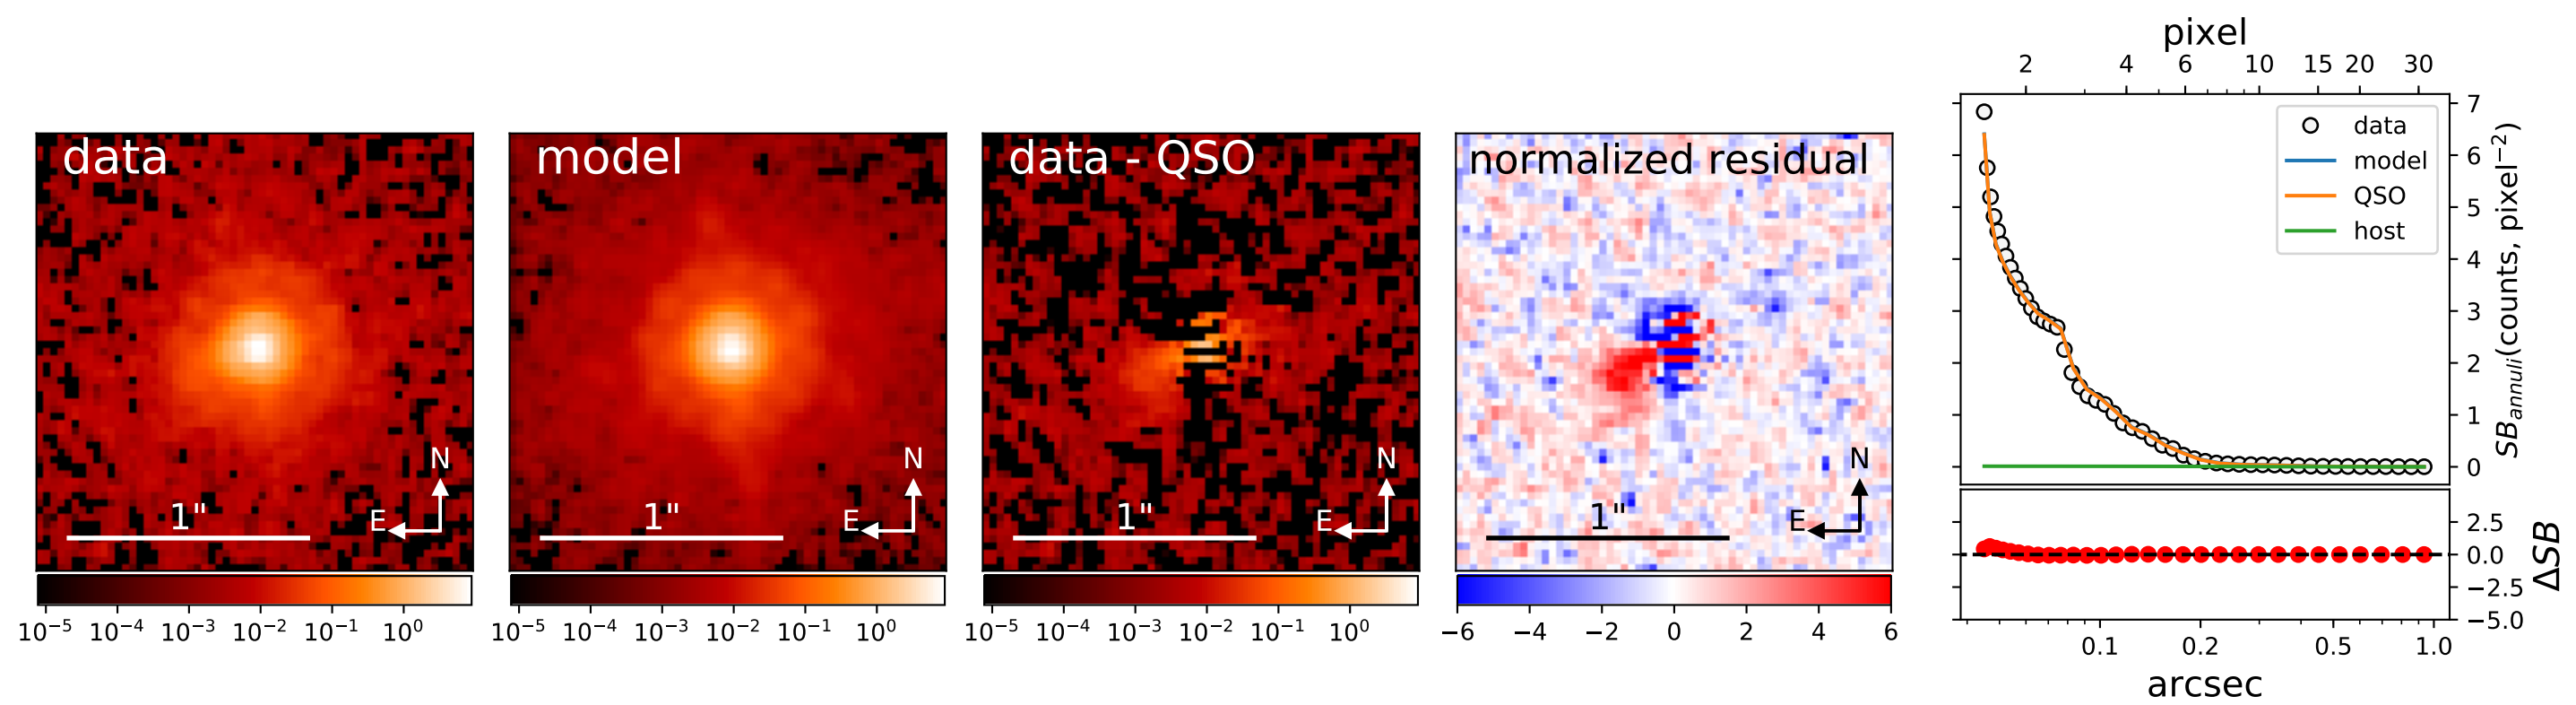 data
N
E
1"
10⁻⁵ 10⁻⁴ 10⁻³ 10⁻² 10⁻¹ 10⁰
model
N
E
1"
10⁻⁵ 10⁻⁴ 10⁻³ 10⁻² 10⁻¹ 10⁰
data - QSO
N
E
1"
10⁻⁵ 10⁻⁴ 10⁻³ 10⁻² 10⁻¹ 10⁰
normalized residual
N
E
1"
−6 −4 −2 0 2 4 6
pixel
2 4 6 10 15 20 30
data
model
QSO
host
7
6
5
4
3
2
1
0
SB_annuli(counts, pixel⁻²)
2.5
0.0
−2.5
−5.0
ΔSB
0.1 0.2 0.5 1.0
arcsec